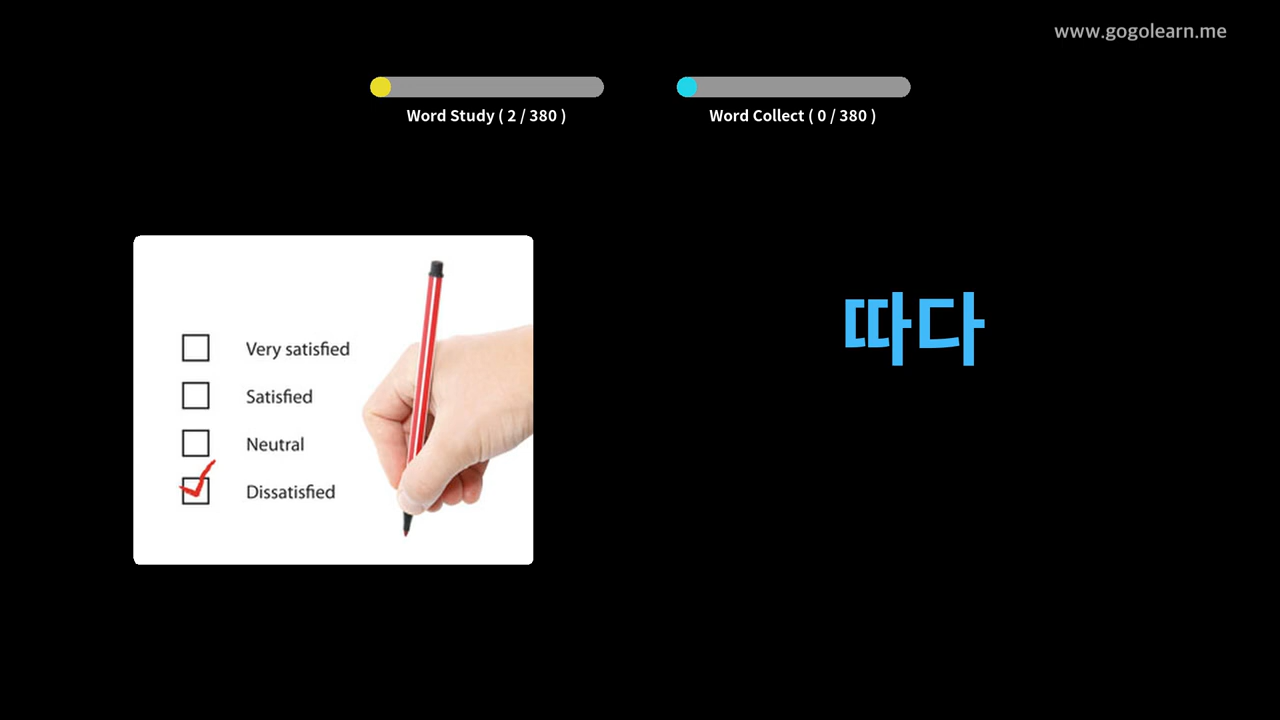 www.gogolearn.me
Word Study ( 2 / 380 )
Word Collect ( 0 / 380 )
Very satisfied
Satisfied
Neutral
Dissatisfied
따다